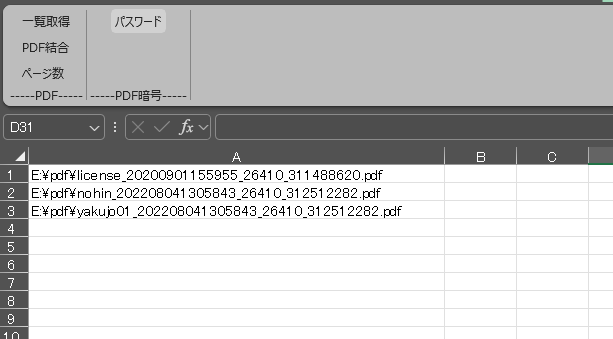 一覧取得 パスワード
PDF結合
ページ数
-----PDF----- -----PDF暗号-----
D31 fx
A B C
1 E:¥pdf¥license_20200901155955_26410_311488620.pdf
2 E:¥pdf¥nohin_202208041305843_26410_312512282.pdf
3 E:¥pdf¥yakujo01_202208041305843_26410_312512282.pdf
4
5
6
7
8
9
10